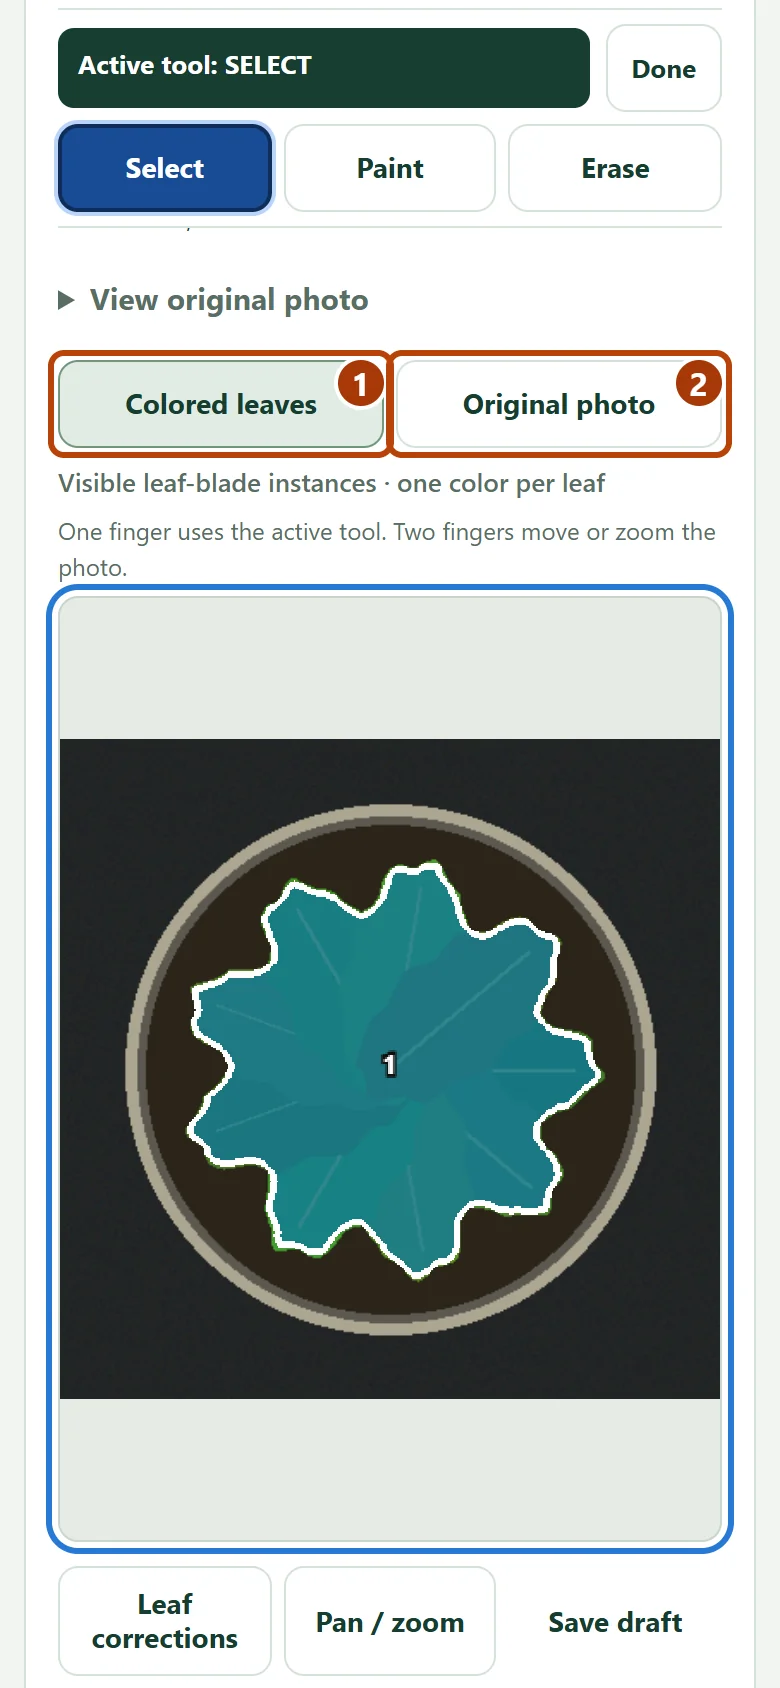 Active tool: SELECT
Done
Select
Paint
Erase
▶ View original photo
Colored leaves
1
Original photo
2
Visible leaf-blade instances · one color per leaf
One finger uses the active tool. Two fingers move or zoom the
photo.
1
Leaf
corrections
Pan / zoom
Save draft